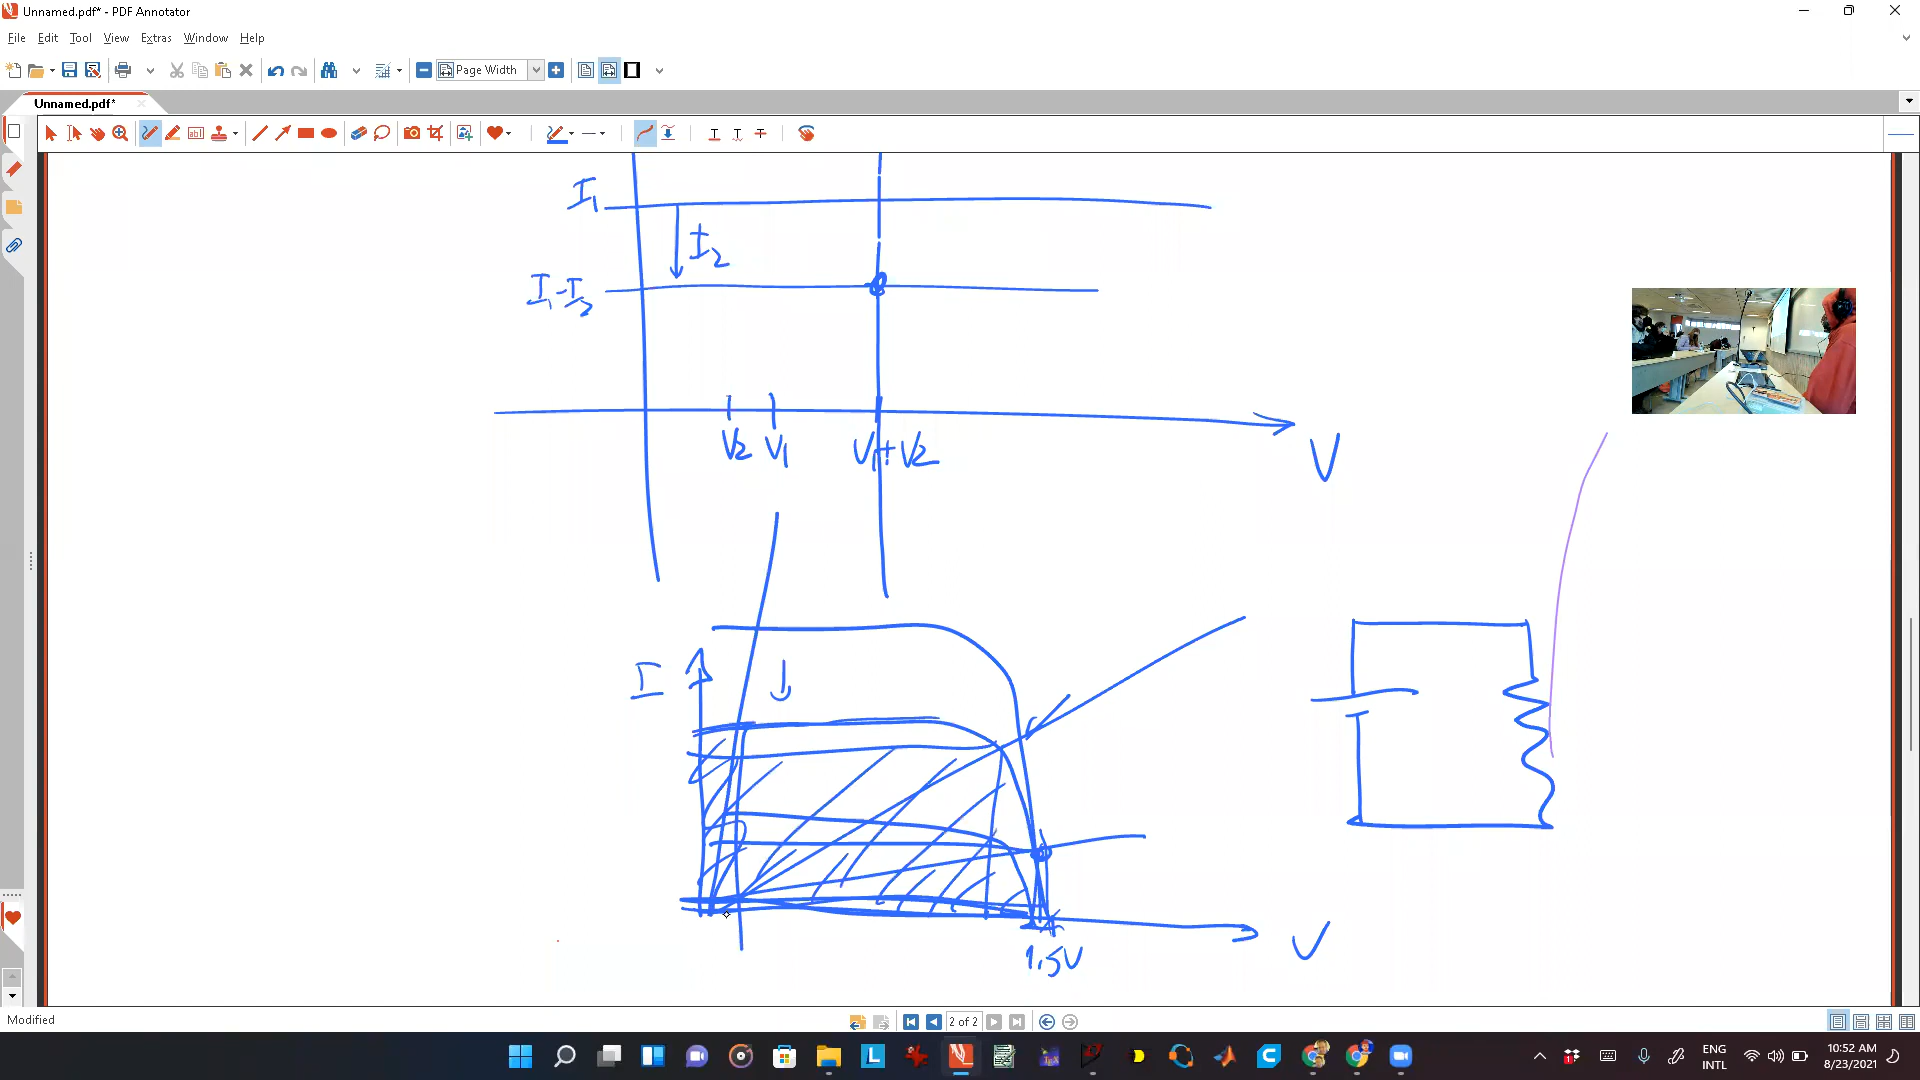 Unnamed.pdf* - PDF Annotator
File Edit Tool View Extras Window Help
Page Width
Unnamed.pdf*
I1
I2
I1-I2
V2 V1 V1+V2
V
I
1.5V
V
Modified
2 of 2
ENG
INTL
10:52 AM
8/23/2021